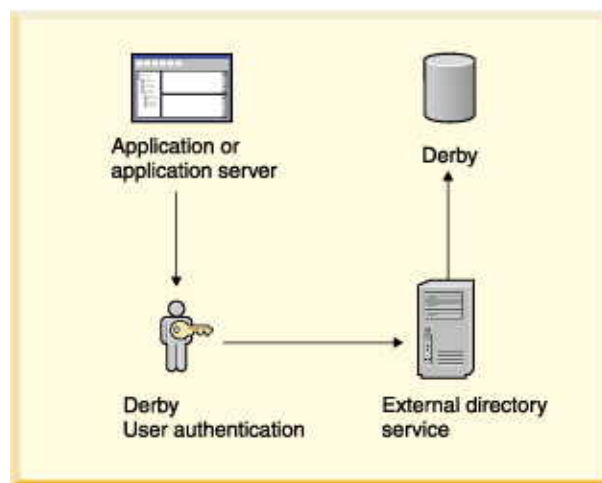 Application or
application server
Derby
Derby
User authentication
External directory
service